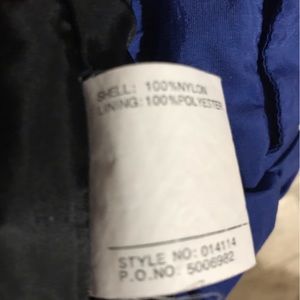 SHELL: 100%NYLON
LINING:100%POLYESTER
STYLE NO: 014114
P.O.NO: 5006982